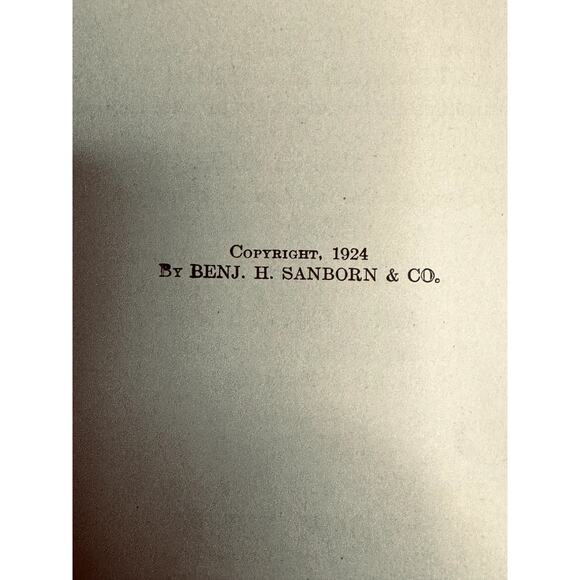 Copyright, 1924
By BENJ. H. SANBORN & CO.